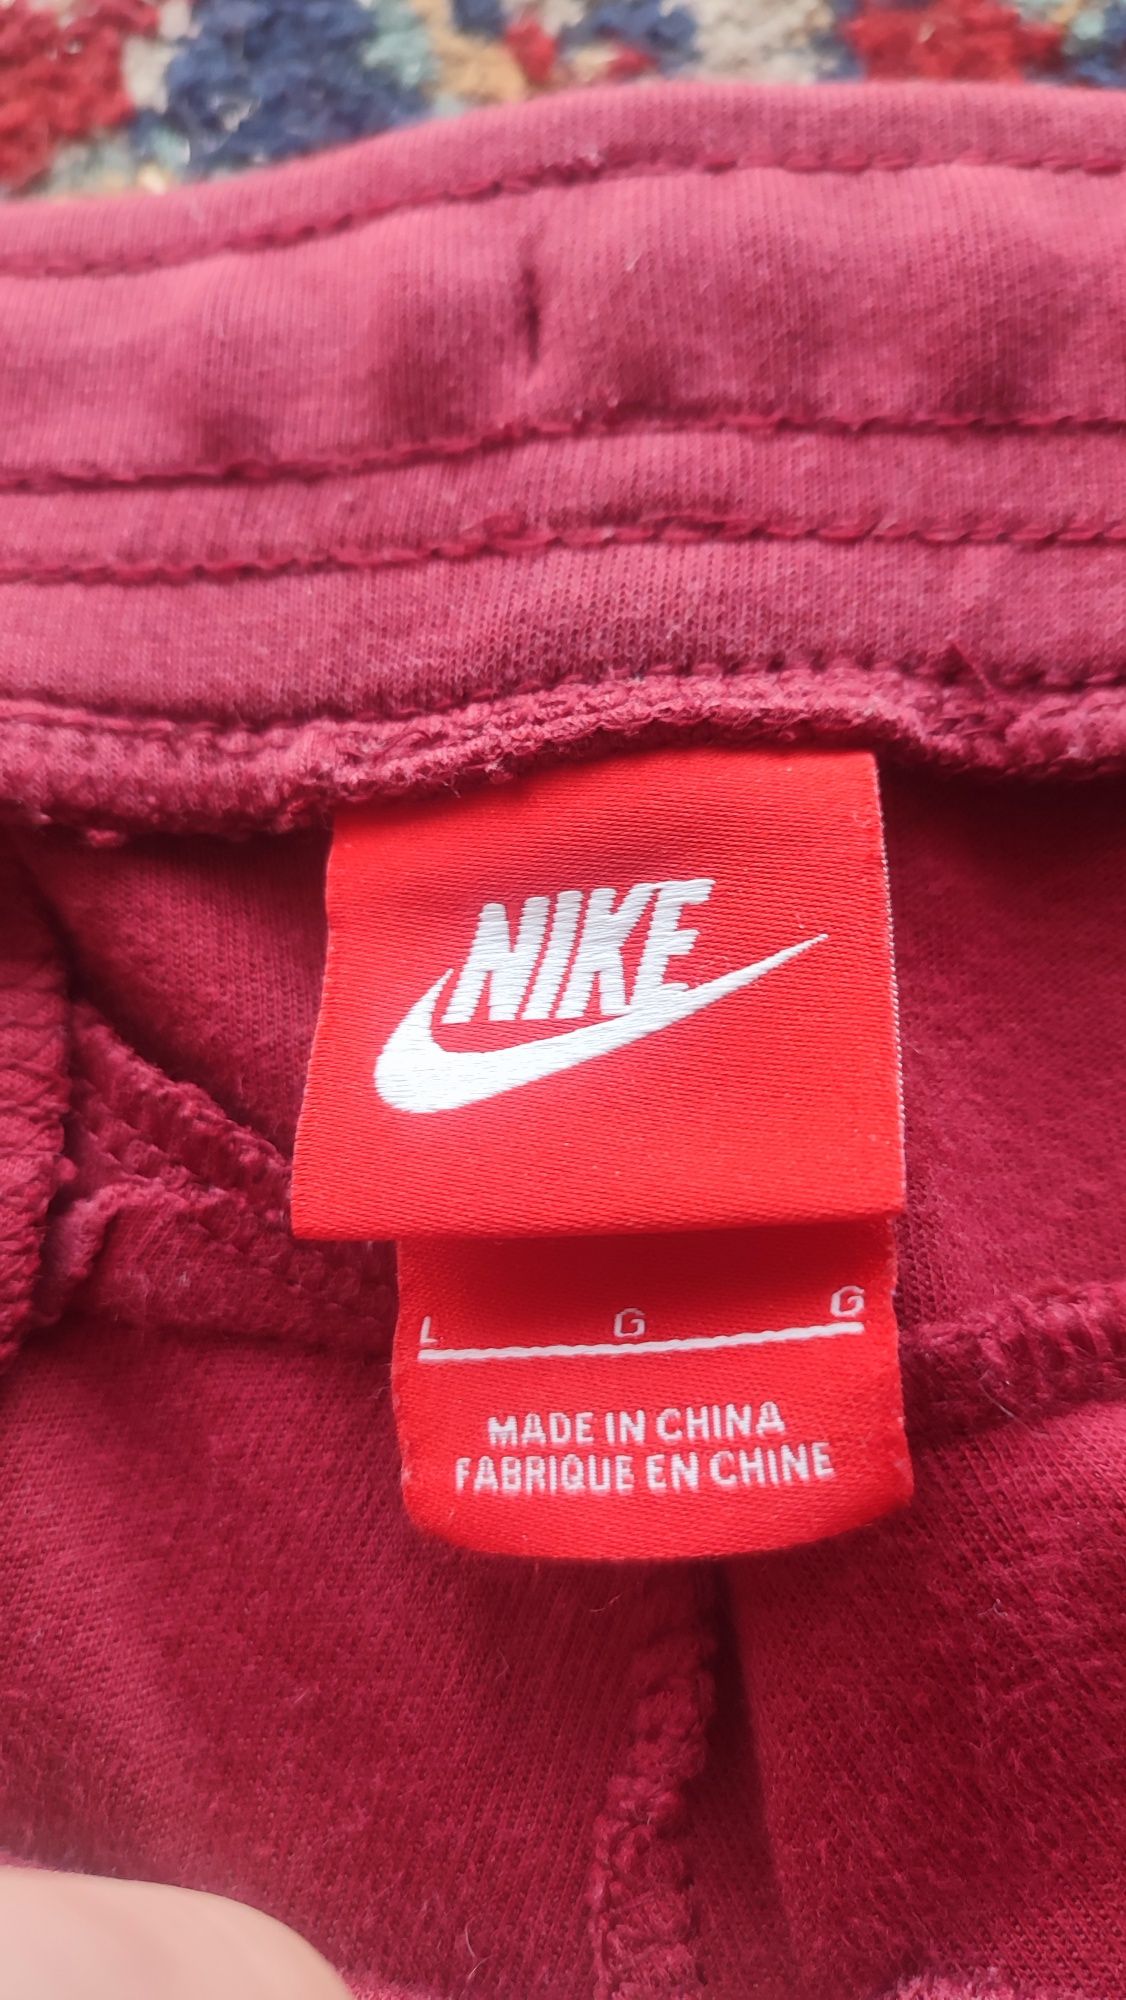 NIKE
L G G
MADE IN CHINA
FABRIQUE EN CHINE